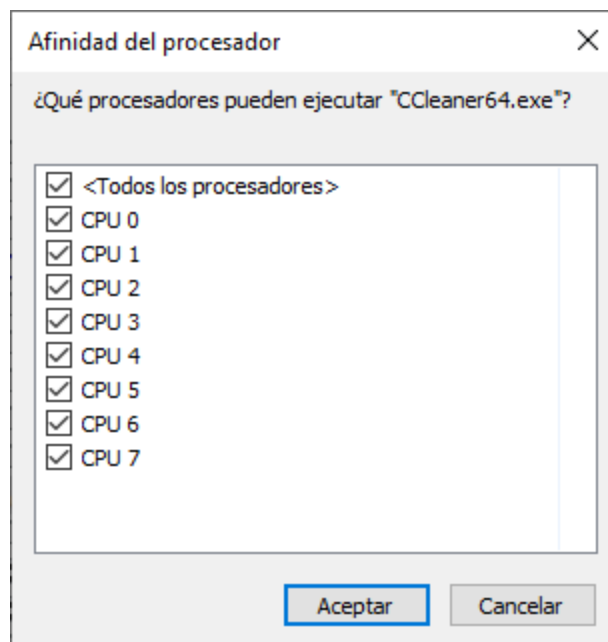 Afinidad del procesador
¿Qué procesadores pueden ejecutar "CCleaner64.exe"?
<Todos los procesadores>
CPU 0
CPU 1
CPU 2
CPU 3
CPU 4
CPU 5
CPU 6
CPU 7
Aceptar
Cancelar